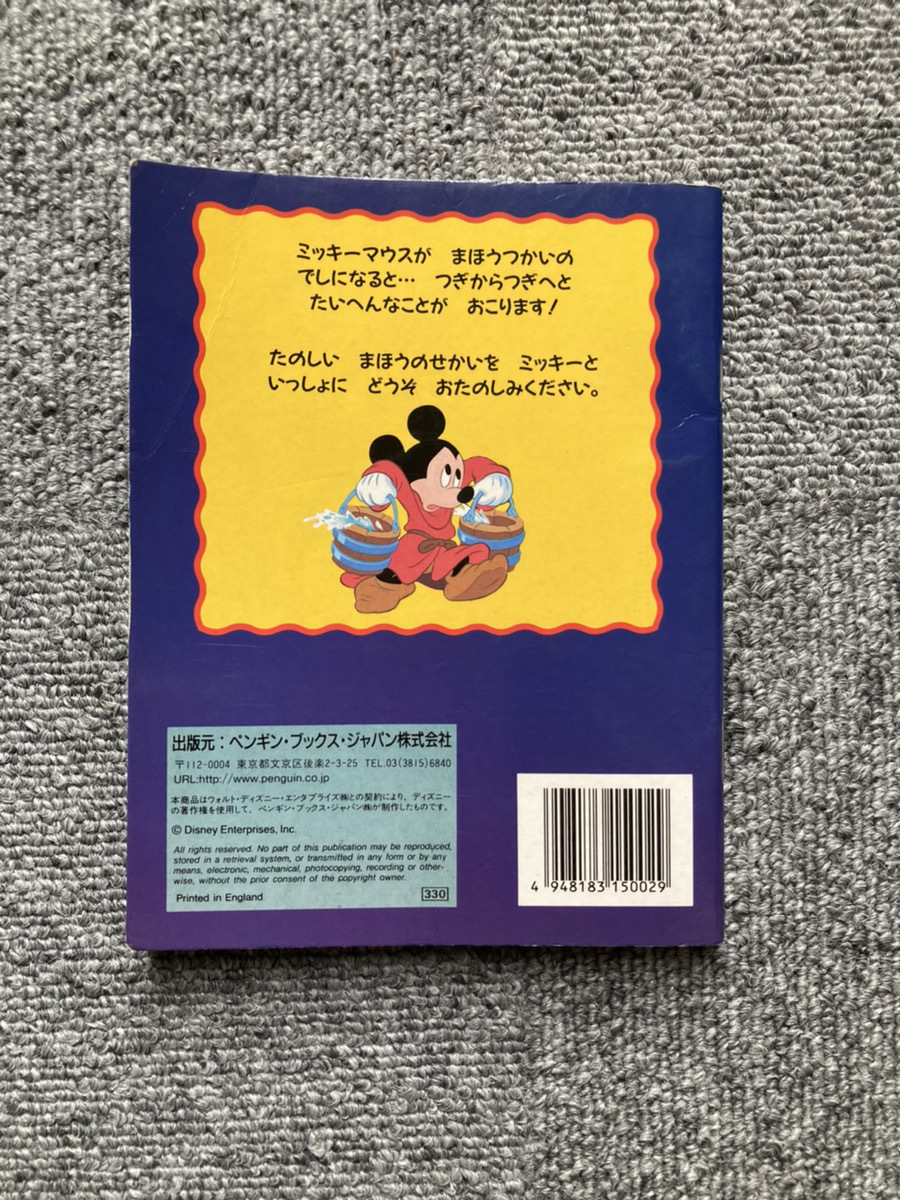 ミッキーマウスが まほうつかいの
でしになると… つぎからつぎへと
たいへんなことが おこります!
たのしい まほうのせかいを ミッキーと
いっしょに どうぞ おたのしみください。
出版元:ペンギン・ブックス・ジャパン株式会社
〒112-0004 東京都文京区後楽2-3-25 TEL.03(3815)6840
URL:http://www.penguin.co.jp
本商品はウォルト・ディズニー・エンタプライズ㈱との契約により、ディズニー
の著作権を使用して、ペンギン・ブックス・ジャパン㈱が制作したものです。
© Disney Enterprises, Inc.
All rights reserved. No part of this publication may be reproduced,
stored in a retrieval system, or transmitted in any form or by any
means, electronic, mechanical, photocopying, recording or other-
wise, without the prior consent of the copyright owner.
Printed in England
330
4 948183 150029